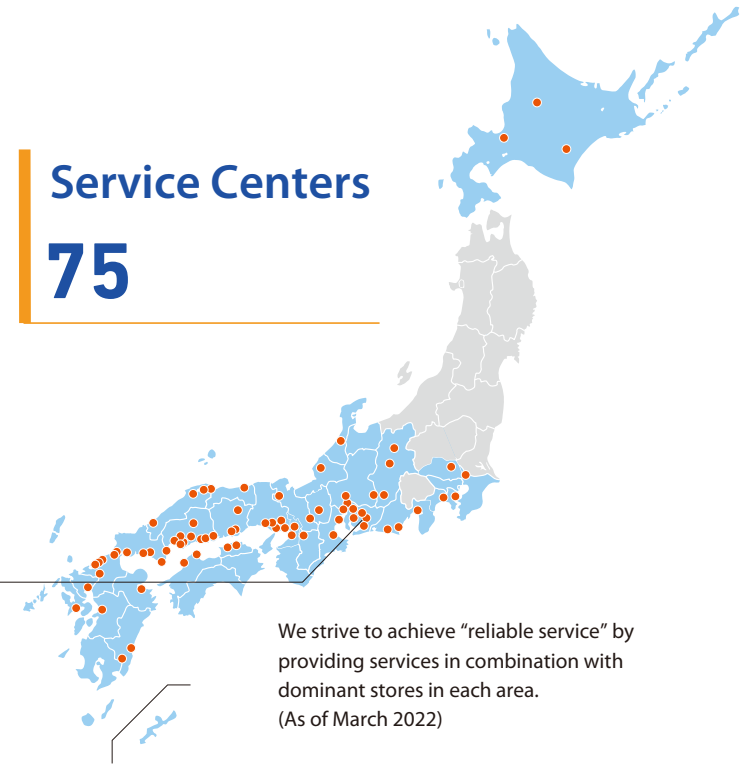 Service Centers
75
We strive to achieve “reliable service” by
providing services in combination with
dominant stores in each area.
(As of March 2022)